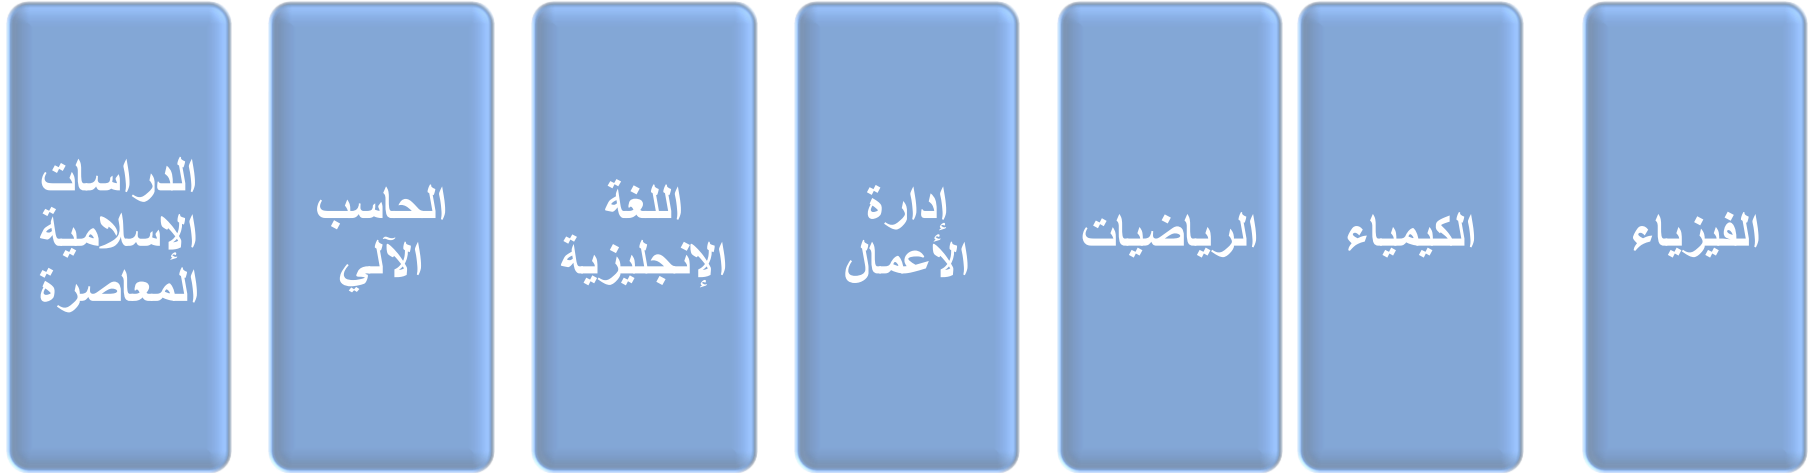 الفيزياء
الكيمياء
الرياضيات
إدارة
الأعمال
اللغة
الإنجليزية
الحاسب
الآلي
الدراسات
الإسلامية
المعاصرة